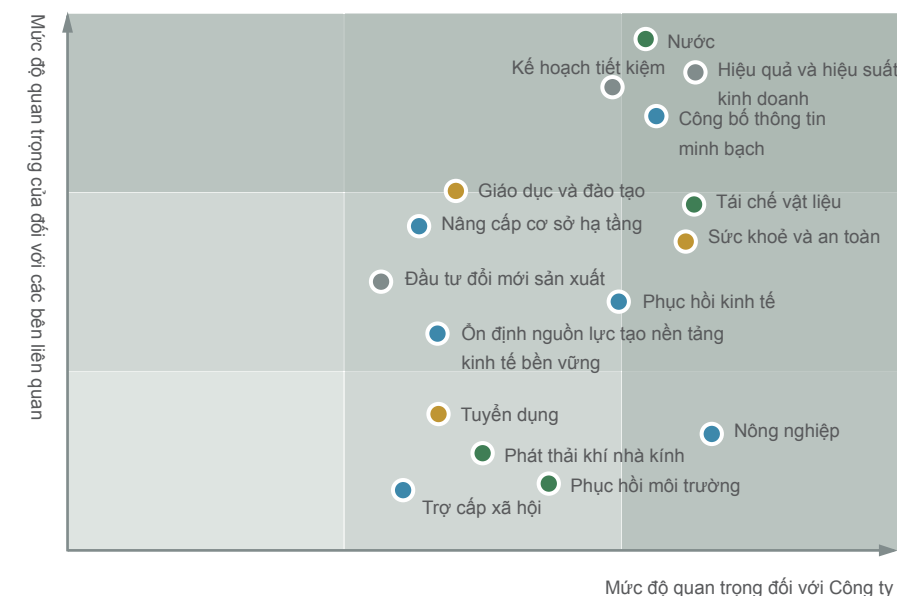 Mức độ quan trọng của đối với các bên liên quan
Nước
Kế hoạch tiết kiệm
Hiệu quả và hiệu suất
kinh doanh
Công bố thông tin
minh bạch
Giáo dục và đào tạo
Tái chế vật liệu
Nâng cấp cơ sở hạ tầng
Sức khoẻ và an toàn
Đầu tư đổi mới sản xuất
Phục hồi kinh tế
Ổn định nguồn lực tạo nền tảng
kinh tế bền vững
Tuyển dụng
Nông nghiệp
Phát thải khí nhà kính
Phục hồi môi trường
Trợ cấp xã hội
Mức độ quan trọng đối với Công ty